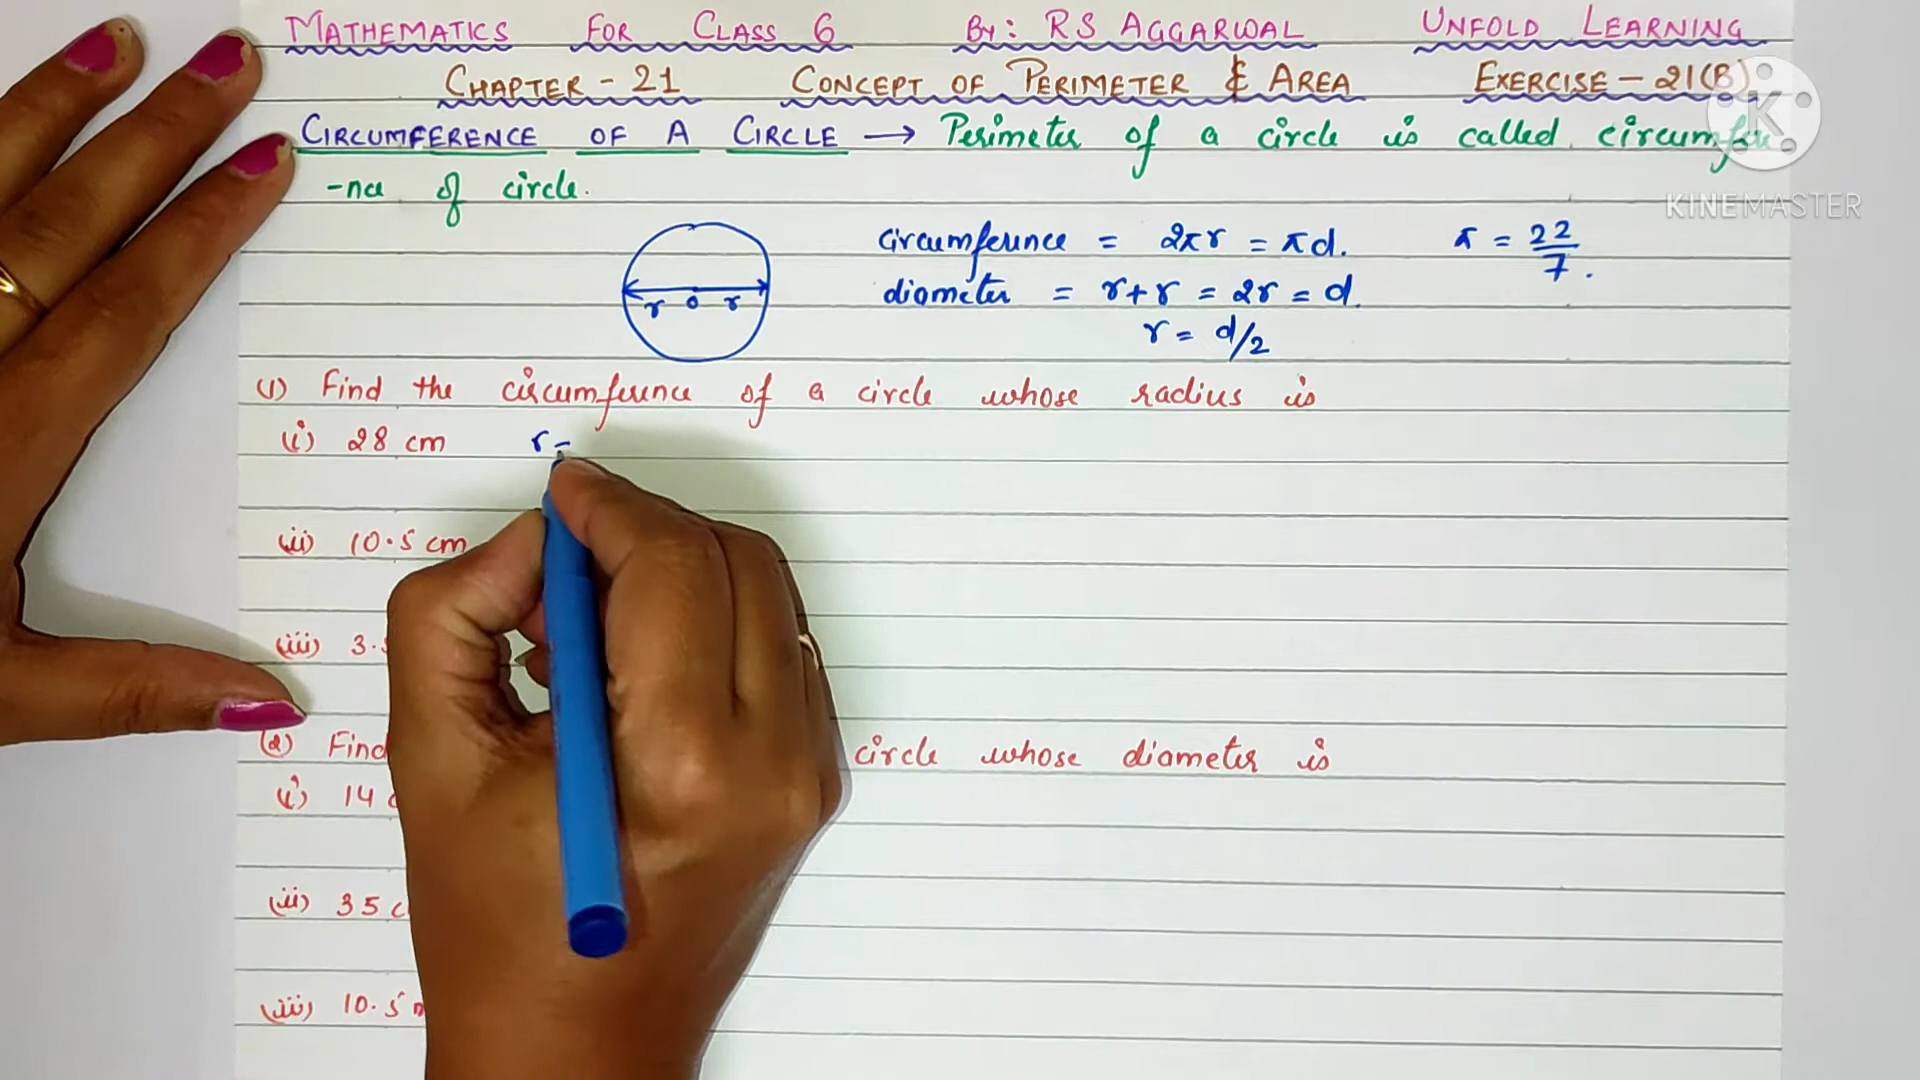 MATHEMATICS FOR CLASS 6 BY: RS AGGARWAL UNFOLD LEARNING
CHAPTER - 21 CONCEPT OF PERIMETER & AREA EXERCISE - 21(B)
CIRCUMFERENCE OF A CIRCLE → Perimeter of a circle is called circumfere
-nce of circle.
circumference = 2πr = πd. π = 22/7.
diameter = r+r = 2r = d.
r o r
r = d/2
(1) Find the circumference of a circle whose radius is
(i) 28 cm r =
(ii) 10.5 cm
(iii) 3.5
(2) Find circle whose diameter is
(i) 14 c
(ii) 35 c
(iii) 10.5 m
K
KINEMASTER